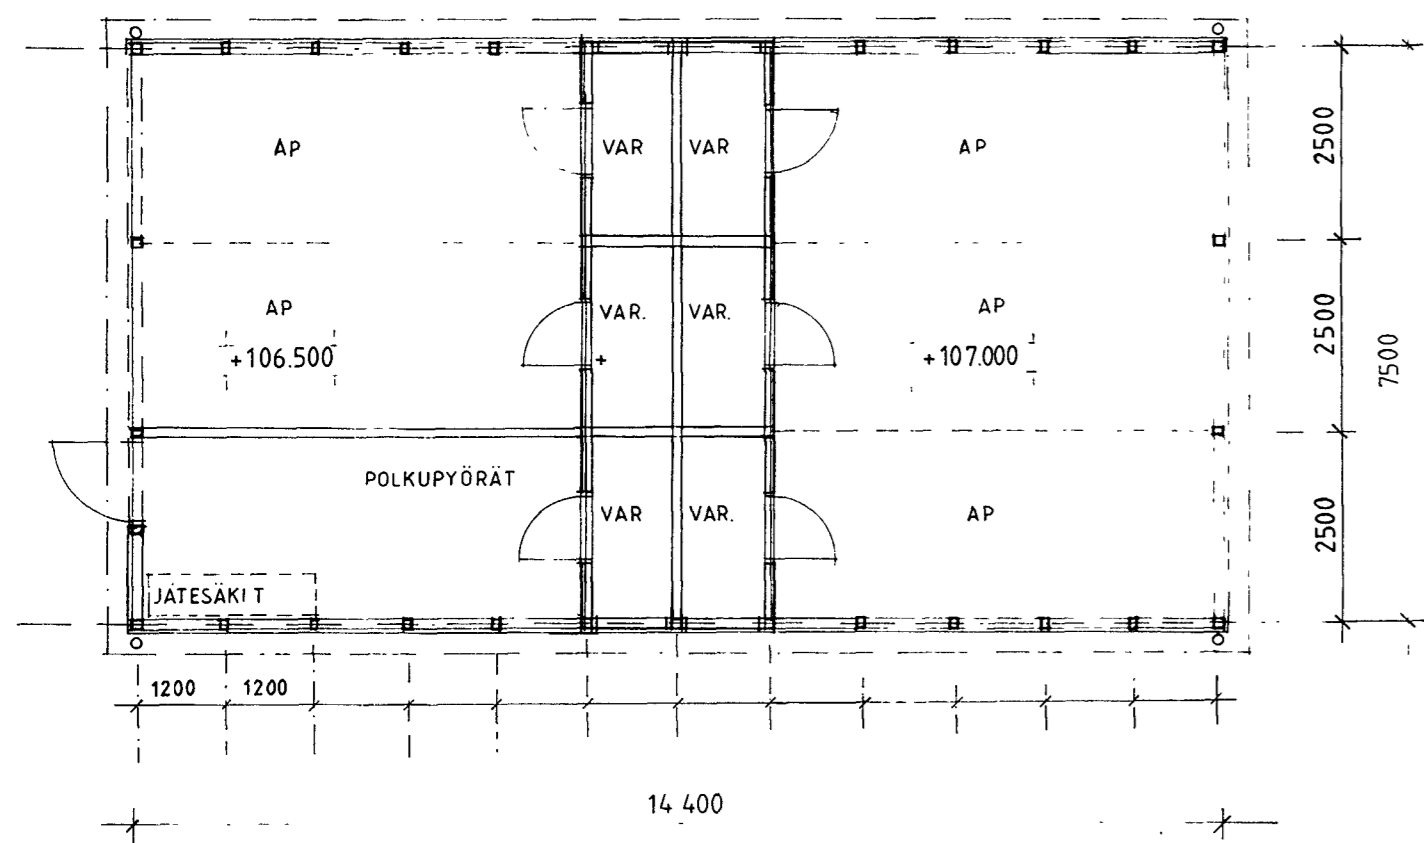 AP
VAR
VAR
AP
2500
AP
VAR.
VAR.
AP
2500
7500
+106.500
+107.000
POLKUPYÖRÄT
VAR
VAR.
AP
2500
JÄTESÄKIT
1200
1200
14 400